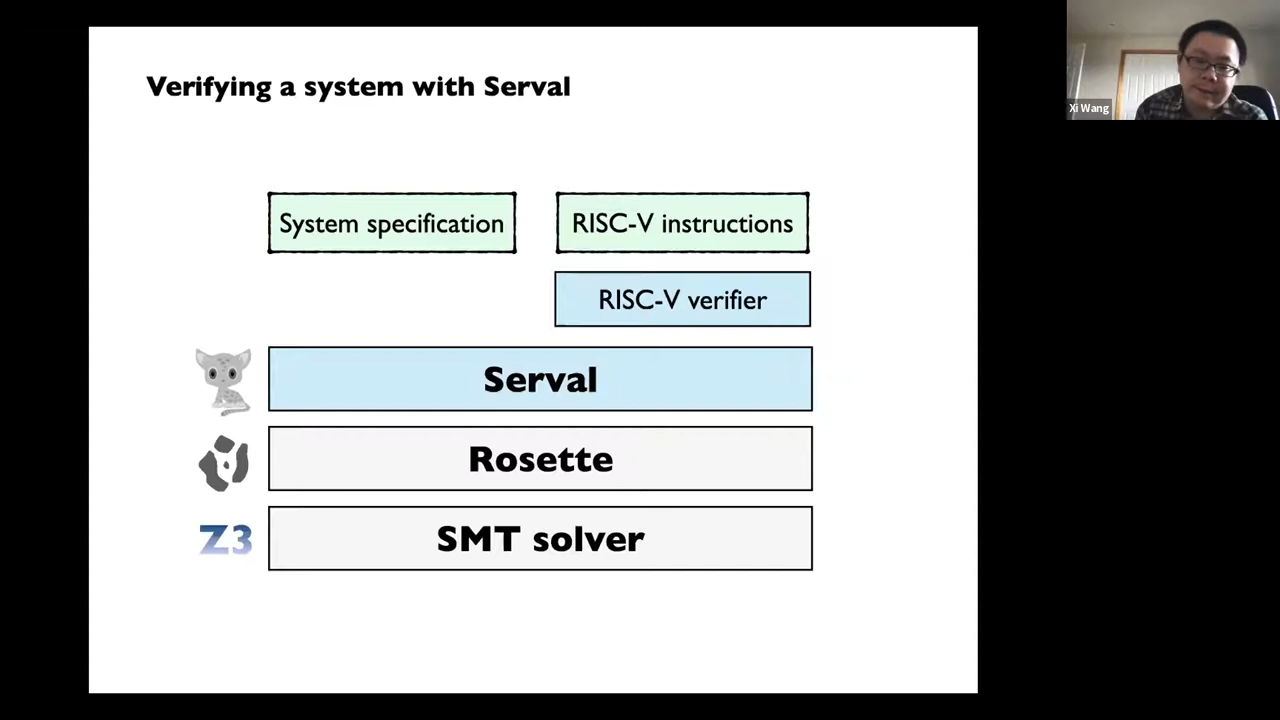 Verifying a system with Serval
Xi Wang
System specification
RISC-V instructions
RISC-V verifier
Serval
Rosette
Z3
SMT solver